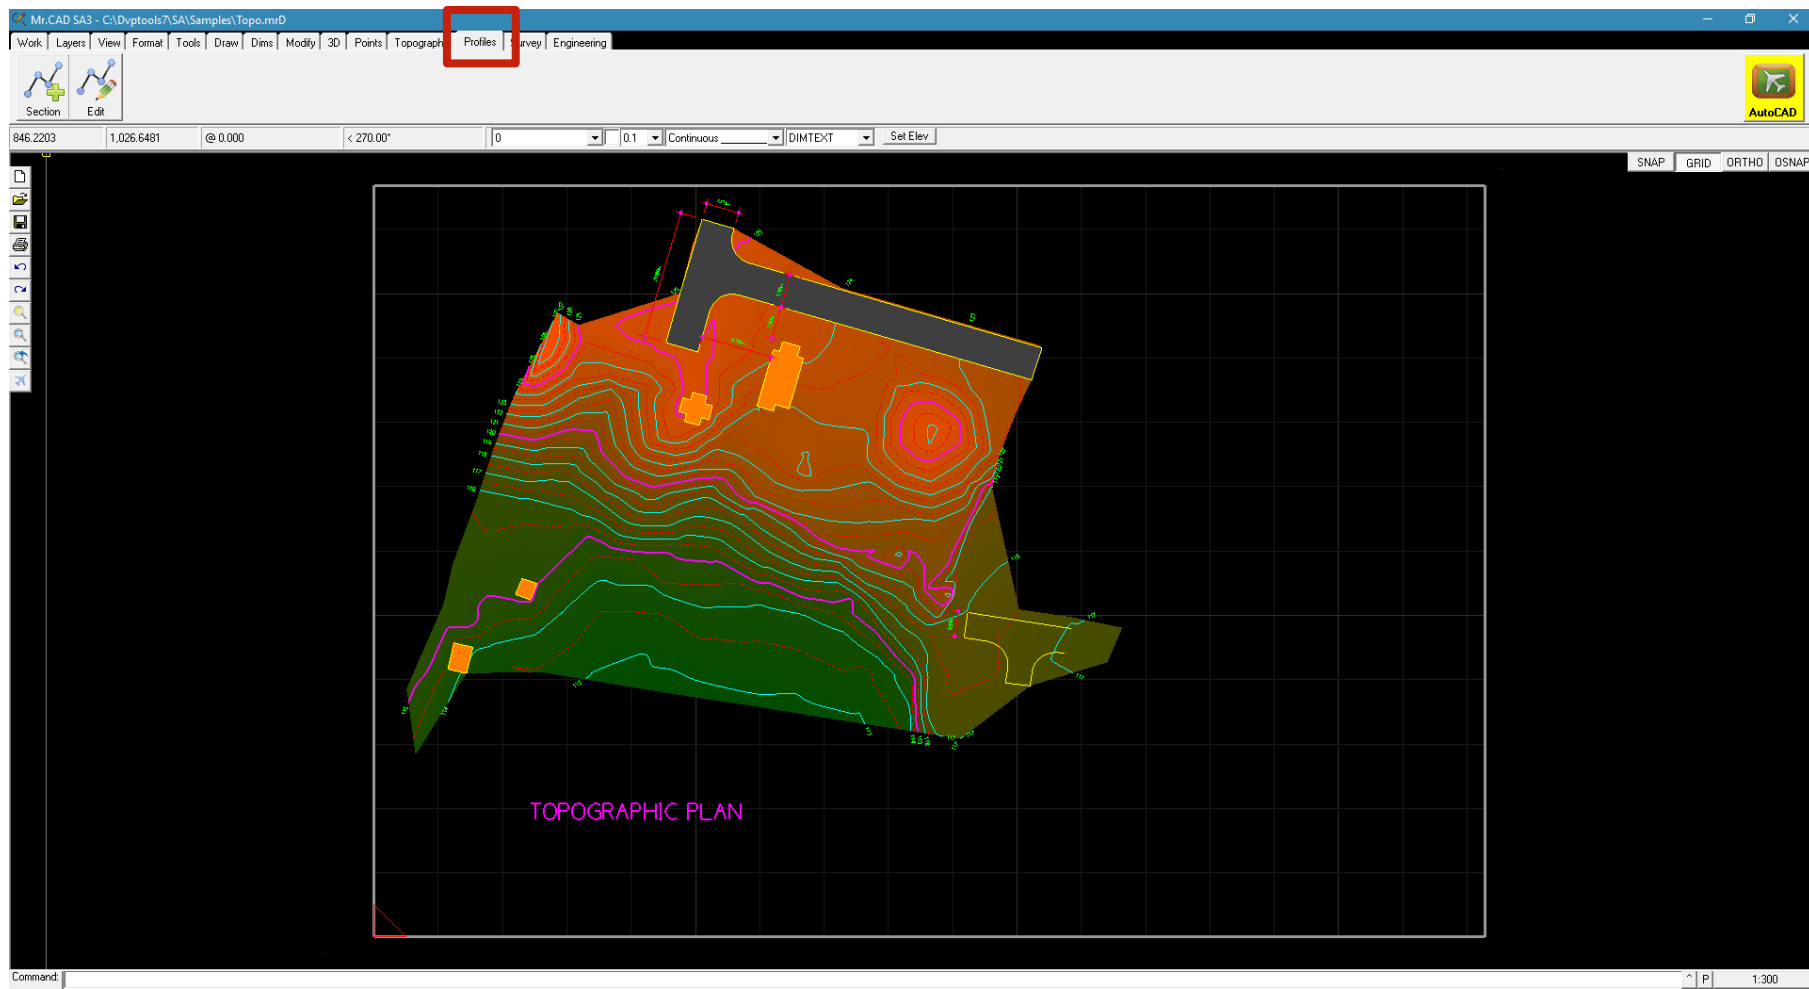 Mr.CAD SA3 - C:\Dvptools7\SA\Samples\Topo.mrD
Work Layers View Format Tools Draw Dims Modify 3D Points Topograph Profiles urvey Engineering
Section Edit
AutoCAD
846.2203 1,026.6481 @ 0.000 < 270.00° 0 0.1 Continuous DIMTEXT Set Elev
SNAP GRID ORTHO OSNAP
TOPOGRAPHIC PLAN
Command: ^ P 1:300